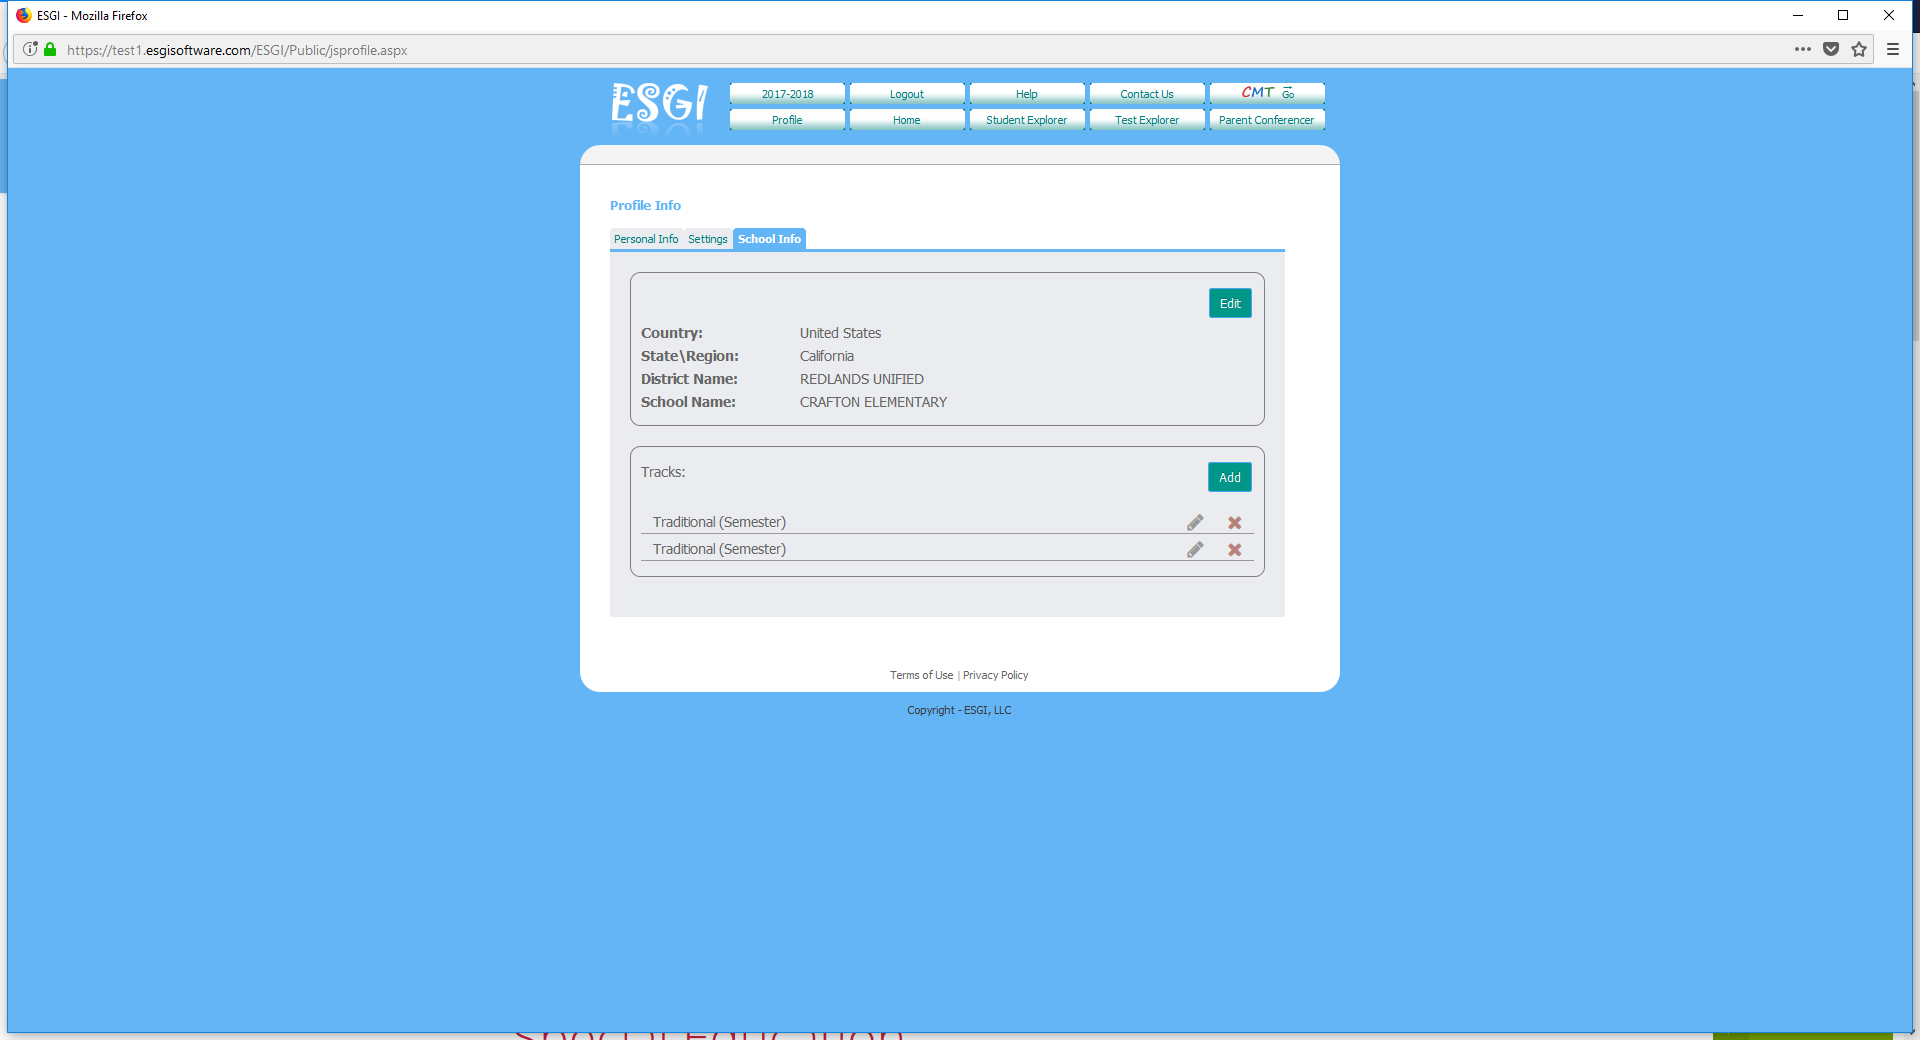 ESGI - Mozilla Firefox
https://test1.esgisoftware.com/ESGI/Public/jsprofile.aspx
ESGI
2017-2018 Logout Help Contact Us CMT Go
Profile Home Student Explorer Test Explorer Parent Conferencer
Profile Info
Personal Info Settings School Info
Edit
Country: United States
State\Region: California
District Name: REDLANDS UNIFIED
School Name: CRAFTON ELEMENTARY
Tracks: Add
Traditional (Semester)
Traditional (Semester)
Terms of Use | Privacy Policy
Copyright - ESGI, LLC
Special Education